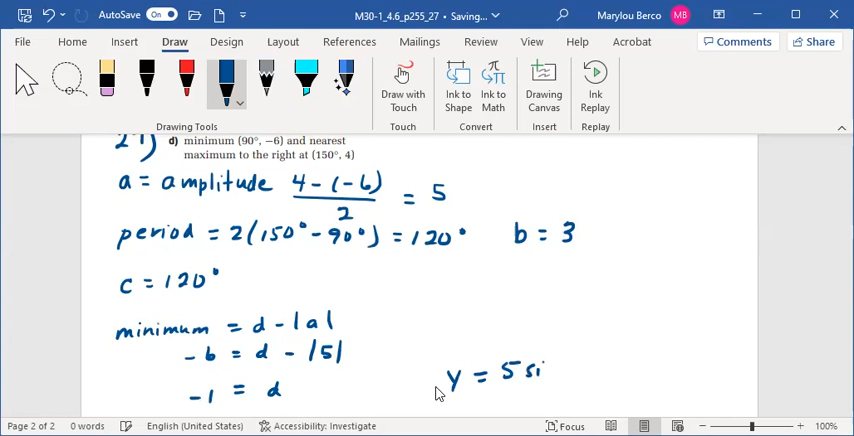 AutoSave On
M30-1_4.6_p255_27 - Saving...
Marylou Berco MB
File Home Insert Draw Design Layout References Mailings Review View Help Acrobat Comments Share
Draw with Touch
Ink to Shape
Ink to Math
Drawing Canvas
Ink Replay
Drawing Tools Touch Convert Insert Replay
d) minimum (90°, −6) and nearest
maximum to the right at (150°, 4)
a = amplitude 4 - (-6) / 2 = 5
period = 2(150° - 90°) = 120° b = 3
c = 120°
minimum = d - |a|
-6 = d - |5|
-1 = d
y = 5 si
Page 2 of 2 0 words English (United States) Accessibility: Investigate Focus 100%